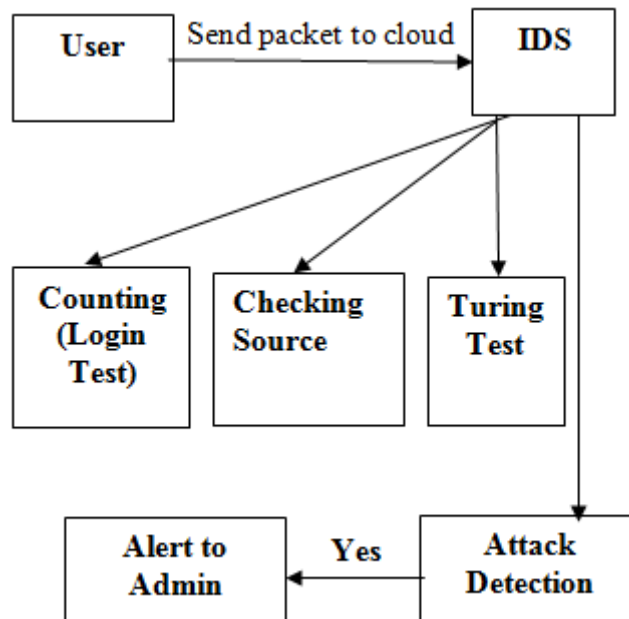 User
Send packet to cloud
IDS
Counting
(Login
Test)
Checking
Source
Turing
Test
Alert to
Admin
Yes
Attack
Detection